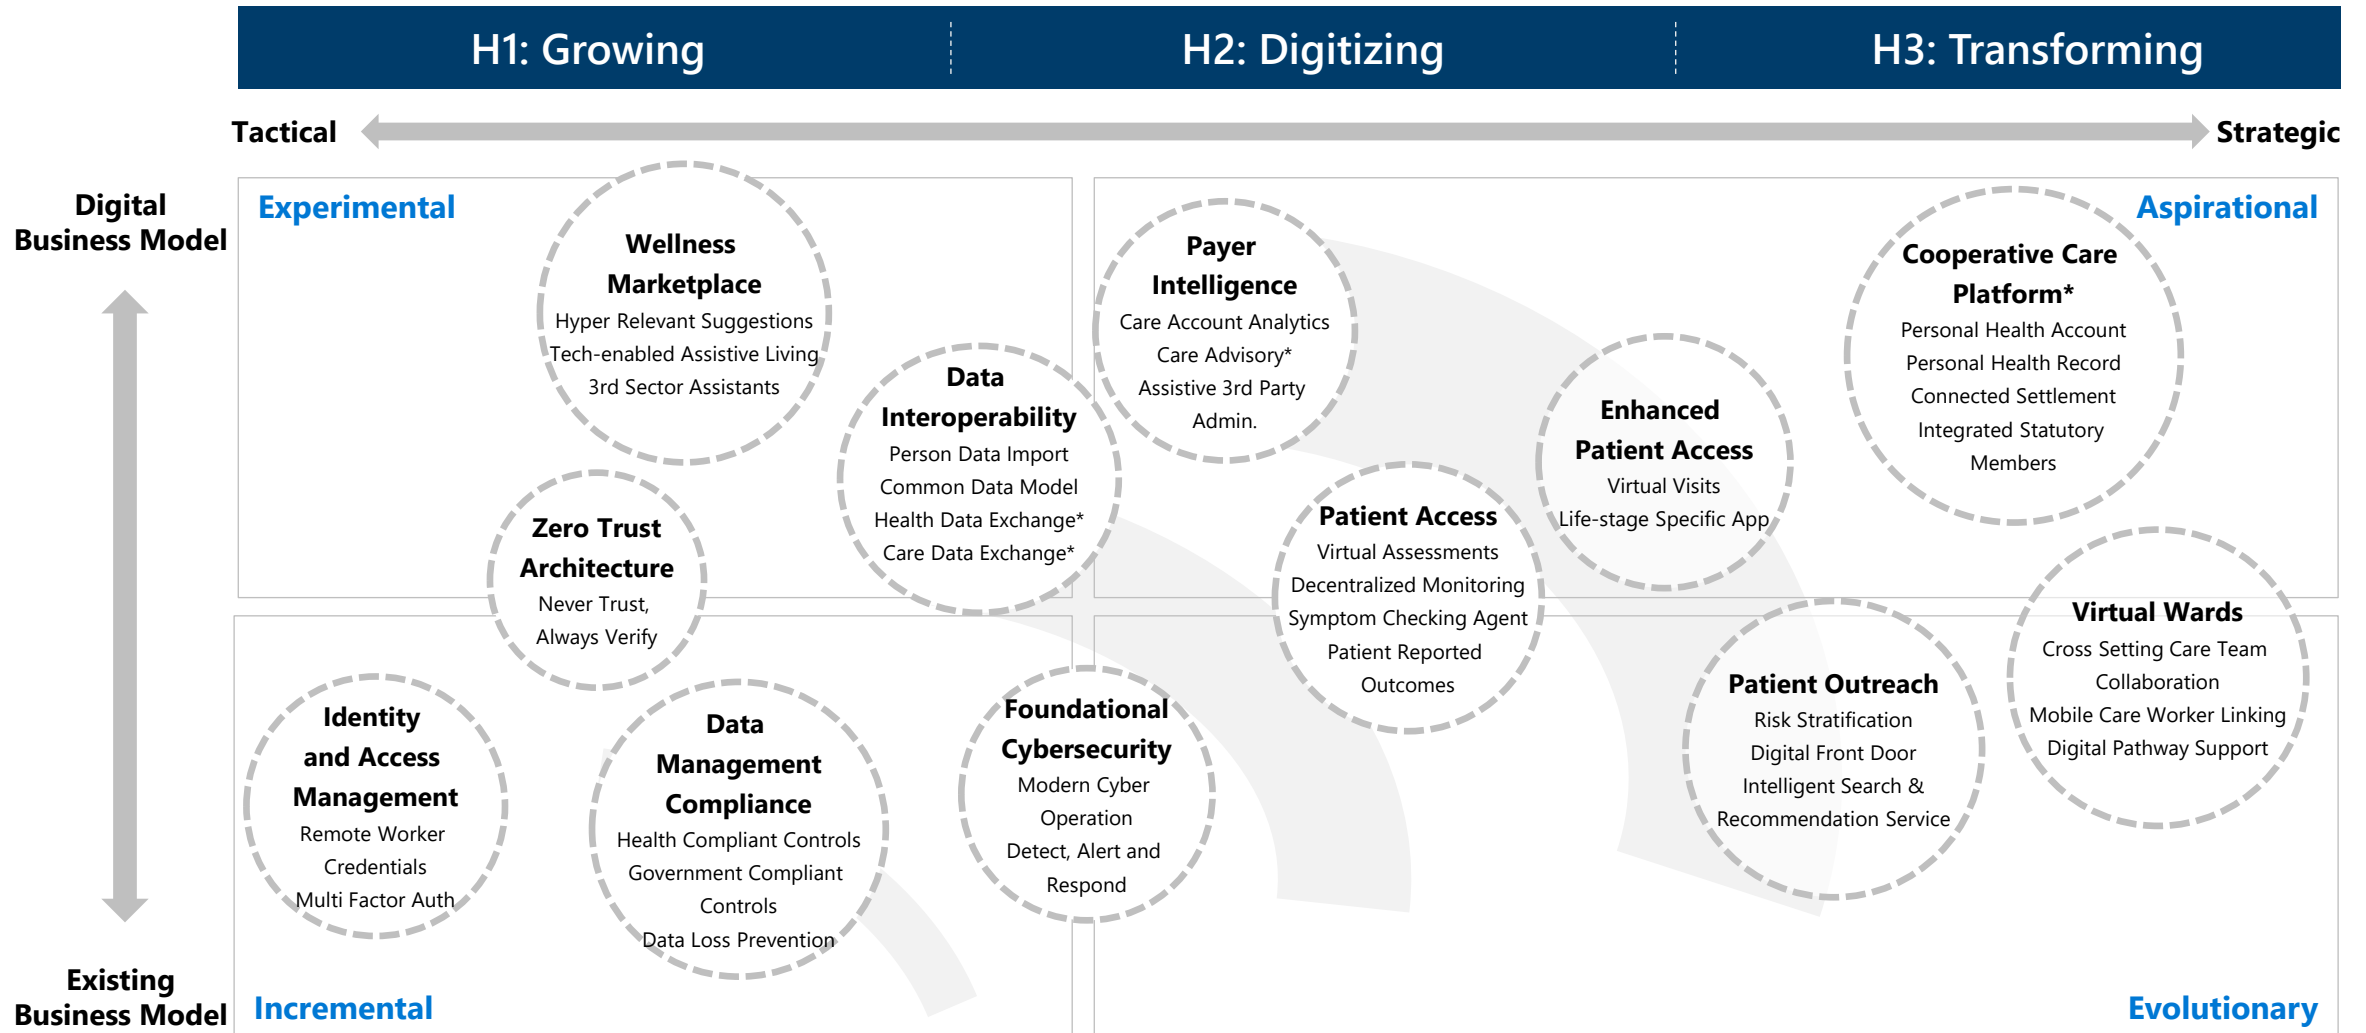 H1: Growing
H2: Digitizing
H3: Transforming
Tactical
Strategic
Digital
Business Model
Existing
Business Model
Experimental
Aspirational
Wellness
Marketplace
Hyper Relevant Suggestions
Tech-enabled Assistive Living
3rd Sector Assistants
Data
Interoperability
Person Data Import
Common Data Model
Health Data Exchange*
Care Data Exchange*
Zero Trust
Architecture
Never Trust,
Always Verify
Payer
Intelligence
Care Account Analytics
Care Advisory*
Assistive 3rd Party
Admin.
Patient Access
Virtual Assessments
Decentralized Monitoring
Symptom Checking Agent
Patient Reported
Outcomes
Enhanced
Patient Access
Virtual Visits
Life-stage Specific App
Cooperative Care
Platform*
Personal Health Account
Personal Health Record
Connected Settlement
Integrated Statutory
Members
Identity
and Access
Management
Remote Worker
Credentials
Multi Factor Auth
Data
Management
Compliance
Health Compliant Controls
Government Compliant
Controls
Data Loss Prevention
Foundational
Cybersecurity
Modern Cyber
Operation
Detect, Alert and
Respond
Patient Outreach
Risk Stratification
Digital Front Door
Intelligent Search &
Recommendation Service
Virtual Wards
Cross Setting Care Team
Collaboration
Mobile Care Worker Linking
Digital Pathway Support
Incremental
Evolutionary